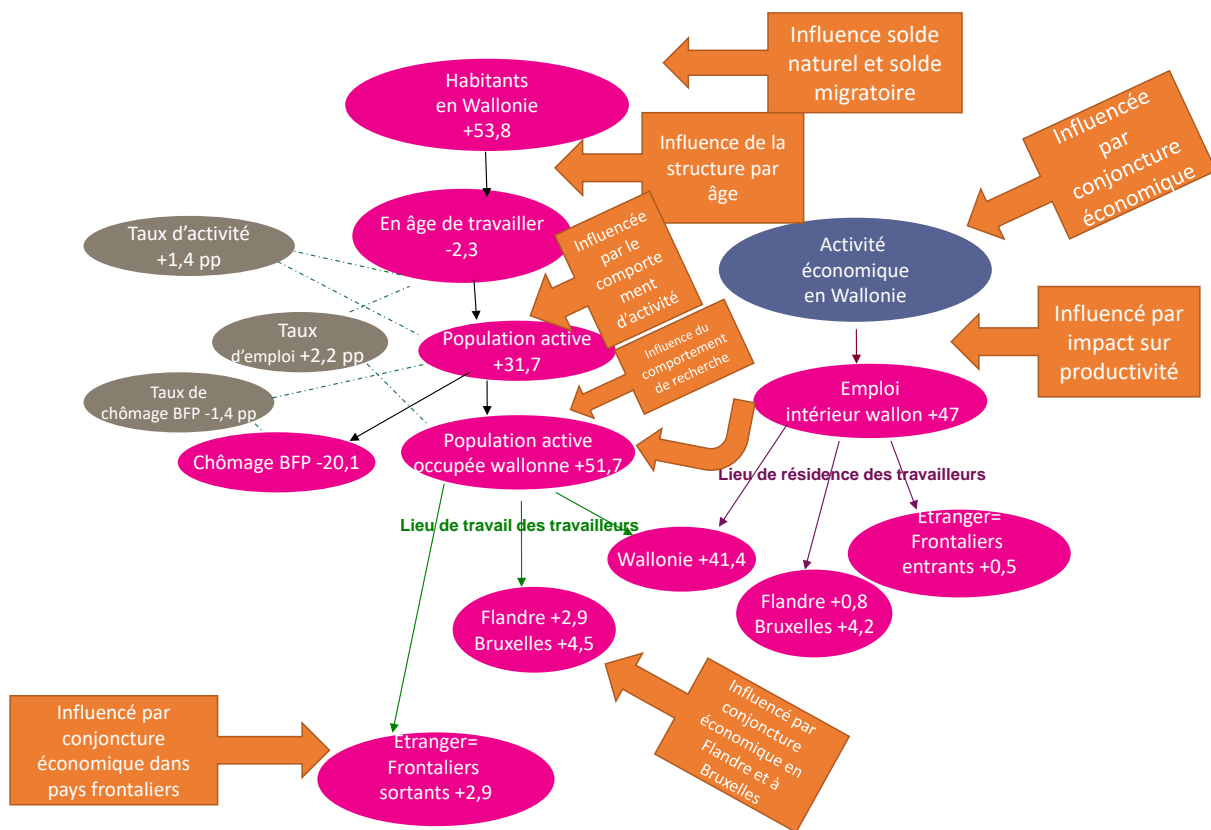 Influence solde
naturel et solde
migratoire
Habitants
en Wallonie
+53,8
Influencée
par
conjoncture
économique
Influence de la
structure par
âge
En âge de travailler
-2,3
Taux d'activité
+1,4 pp
Influencée
par le
comporte
ment
d'activité
Activité
économique
en Wallonie
Taux
d'emploi +2,2 pp
Population active
+31,7
Influence du
comportement
de recherche
Influencé par
impact sur
productivité
Taux de
chômage BFP -1,4 pp
Emploi
intérieur wallon +47
Chômage BFP -20,1
Population active
occupée wallonne +51,7
Lieu de résidence des travailleurs
Lieu de travail des travailleurs
Wallonie +41,4
Etranger=
Frontaliers
entrants +0,5
Flandre +2,9
Bruxelles +4,5
Flandre +0,8
Bruxelles +4,2
Influencé par
conjoncture
économique en
Flandre et à
Bruxelles
Influencé par
conjoncture
économique dans
pays frontaliers
Etranger=
Frontaliers
sortants +2,9